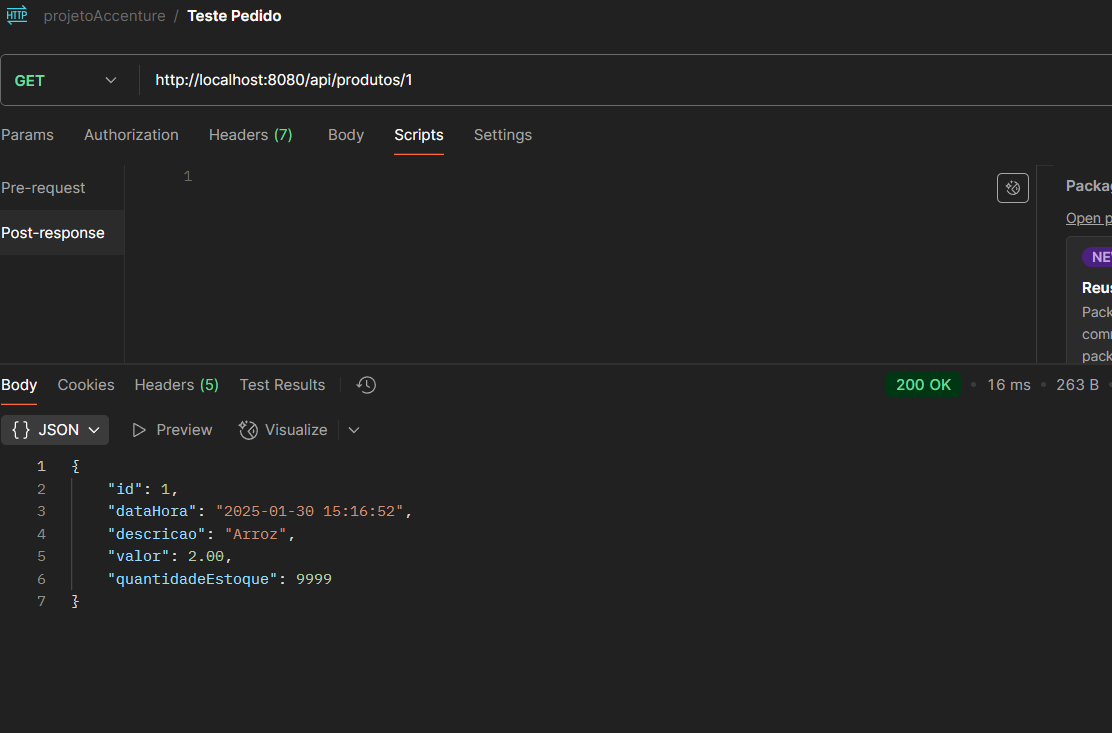 HTTP projetoAccenture / Teste Pedido
GET http://localhost:8080/api/produtos/1
Params Authorization Headers (7) Body Scripts Settings
Pre-request
Post-response
1
Packa
Open p
NE
Reus
Pack
com
pack
Body Cookies Headers (5) Test Results 200 OK • 16 ms • 263 B •
{} JSON Preview Visualize
1 {
2 "id": 1,
3 "dataHora": "2025-01-30 15:16:52",
4 "descricao": "Arroz",
5 "valor": 2.00,
6 "quantidadeEstoque": 9999
7 }